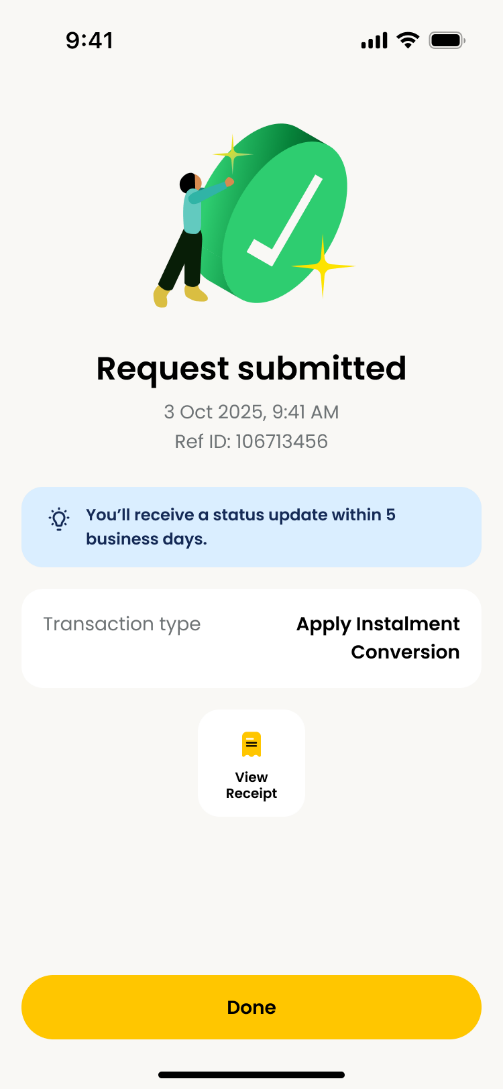 9:41
Request submitted
3 Oct 2025, 9:41 AM
Ref ID: 106713456
You’ll receive a status update within 5
business days.
Transaction type
Apply Instalment
Conversion
View
Receipt
Done